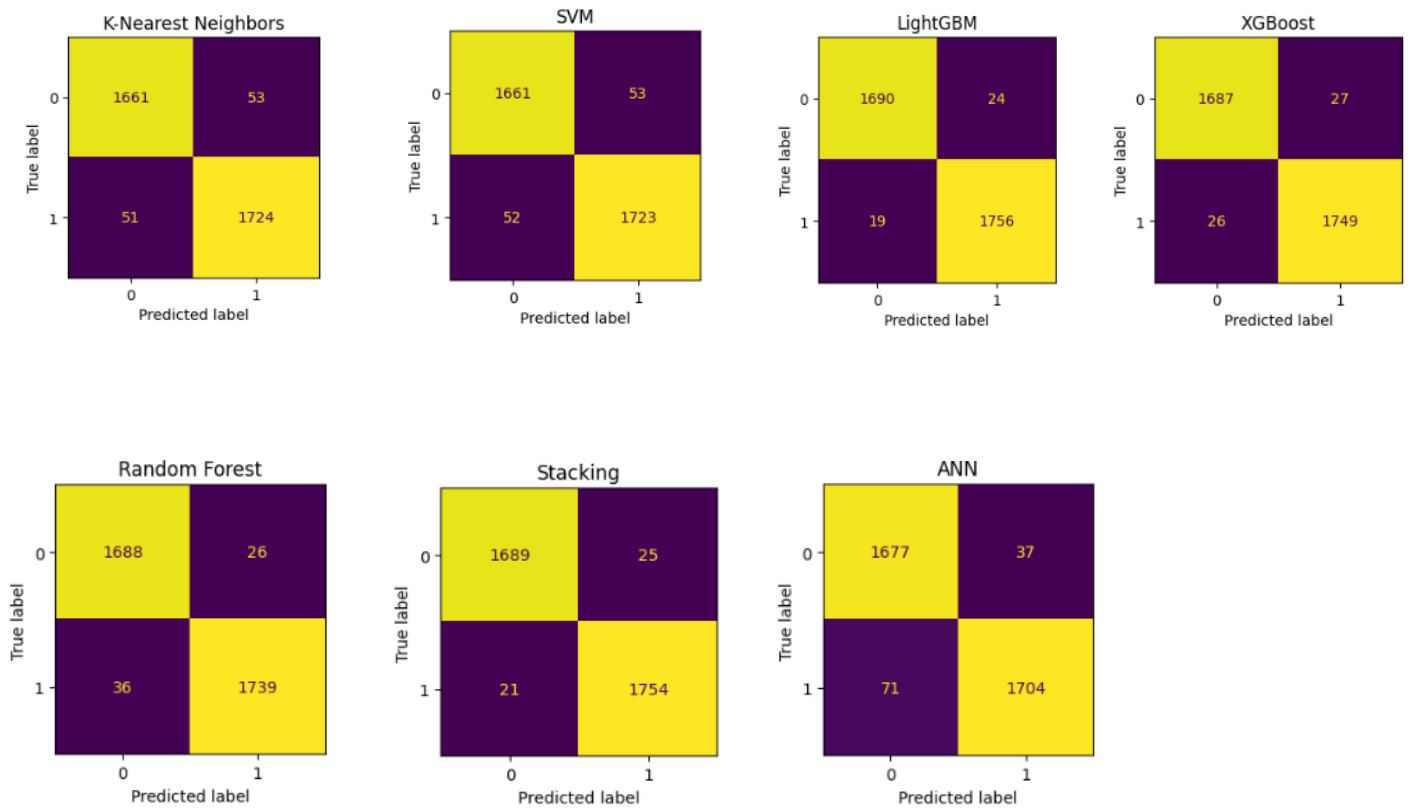 K-Nearest Neighbors
True label
0
1661
53
1
51
1724
0
1
Predicted label
SVM
True label
0
1661
53
1
52
1723
0
1
Predicted label
LightGBM
True label
0
1690
24
1
19
1756
0
1
Predicted label
XGBoost
True label
0
1687
27
1
26
1749
0
1
Predicted label
Random Forest
True label
0
1688
26
1
36
1739
0
1
Predicted label
Stacking
True label
0
1689
25
1
21
1754
0
1
Predicted label
ANN
True label
0
1677
37
1
71
1704
0
1
Predicted label